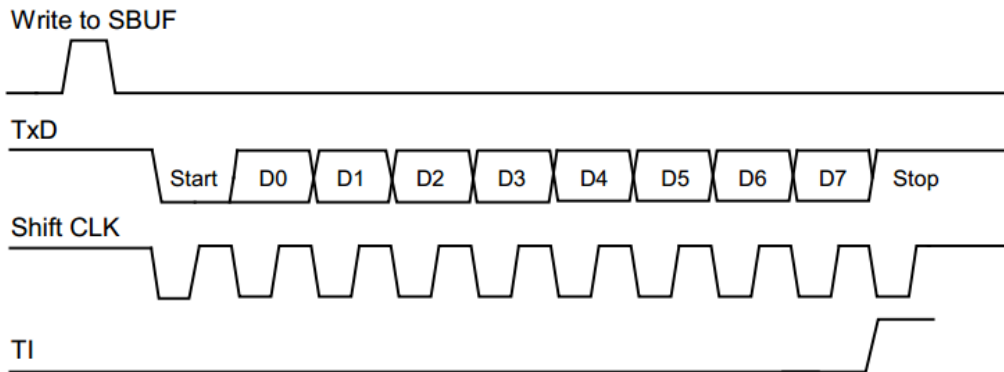 Write to SBUF
TxD
Start D0 D1 D2 D3 D4 D5 D6 D7 Stop
Shift CLK
TI